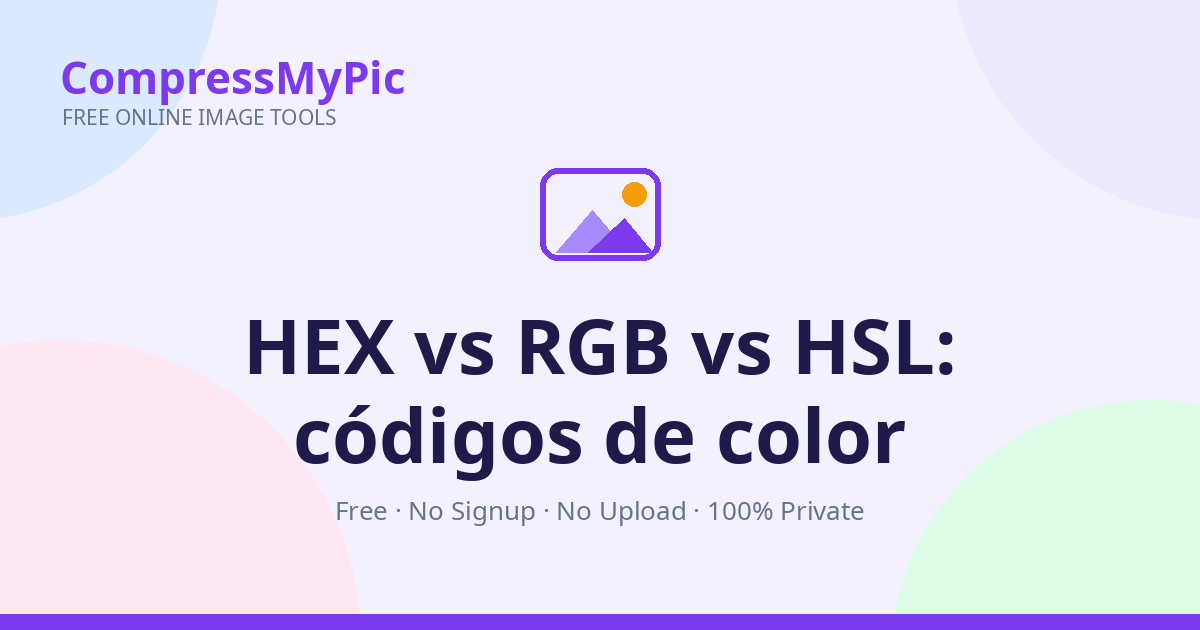 CompressMyPic
FREE ONLINE IMAGE TOOLS
HEX vs RGB vs HSL:
códigos de color
Free · No Signup · No Upload · 100% Private